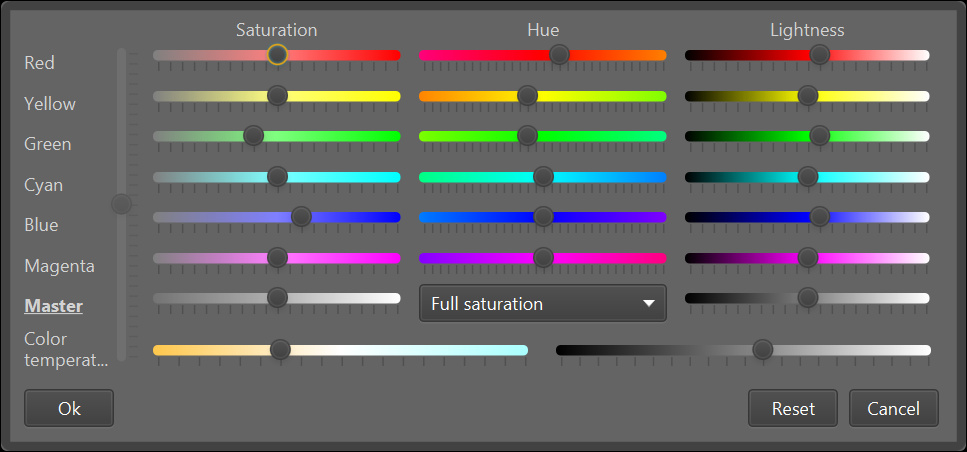 Saturation Hue Lightness
Red
Yellow
Green
Cyan
Blue
Magenta
Master
Full saturation
Color
temperat...
Ok Reset Cancel